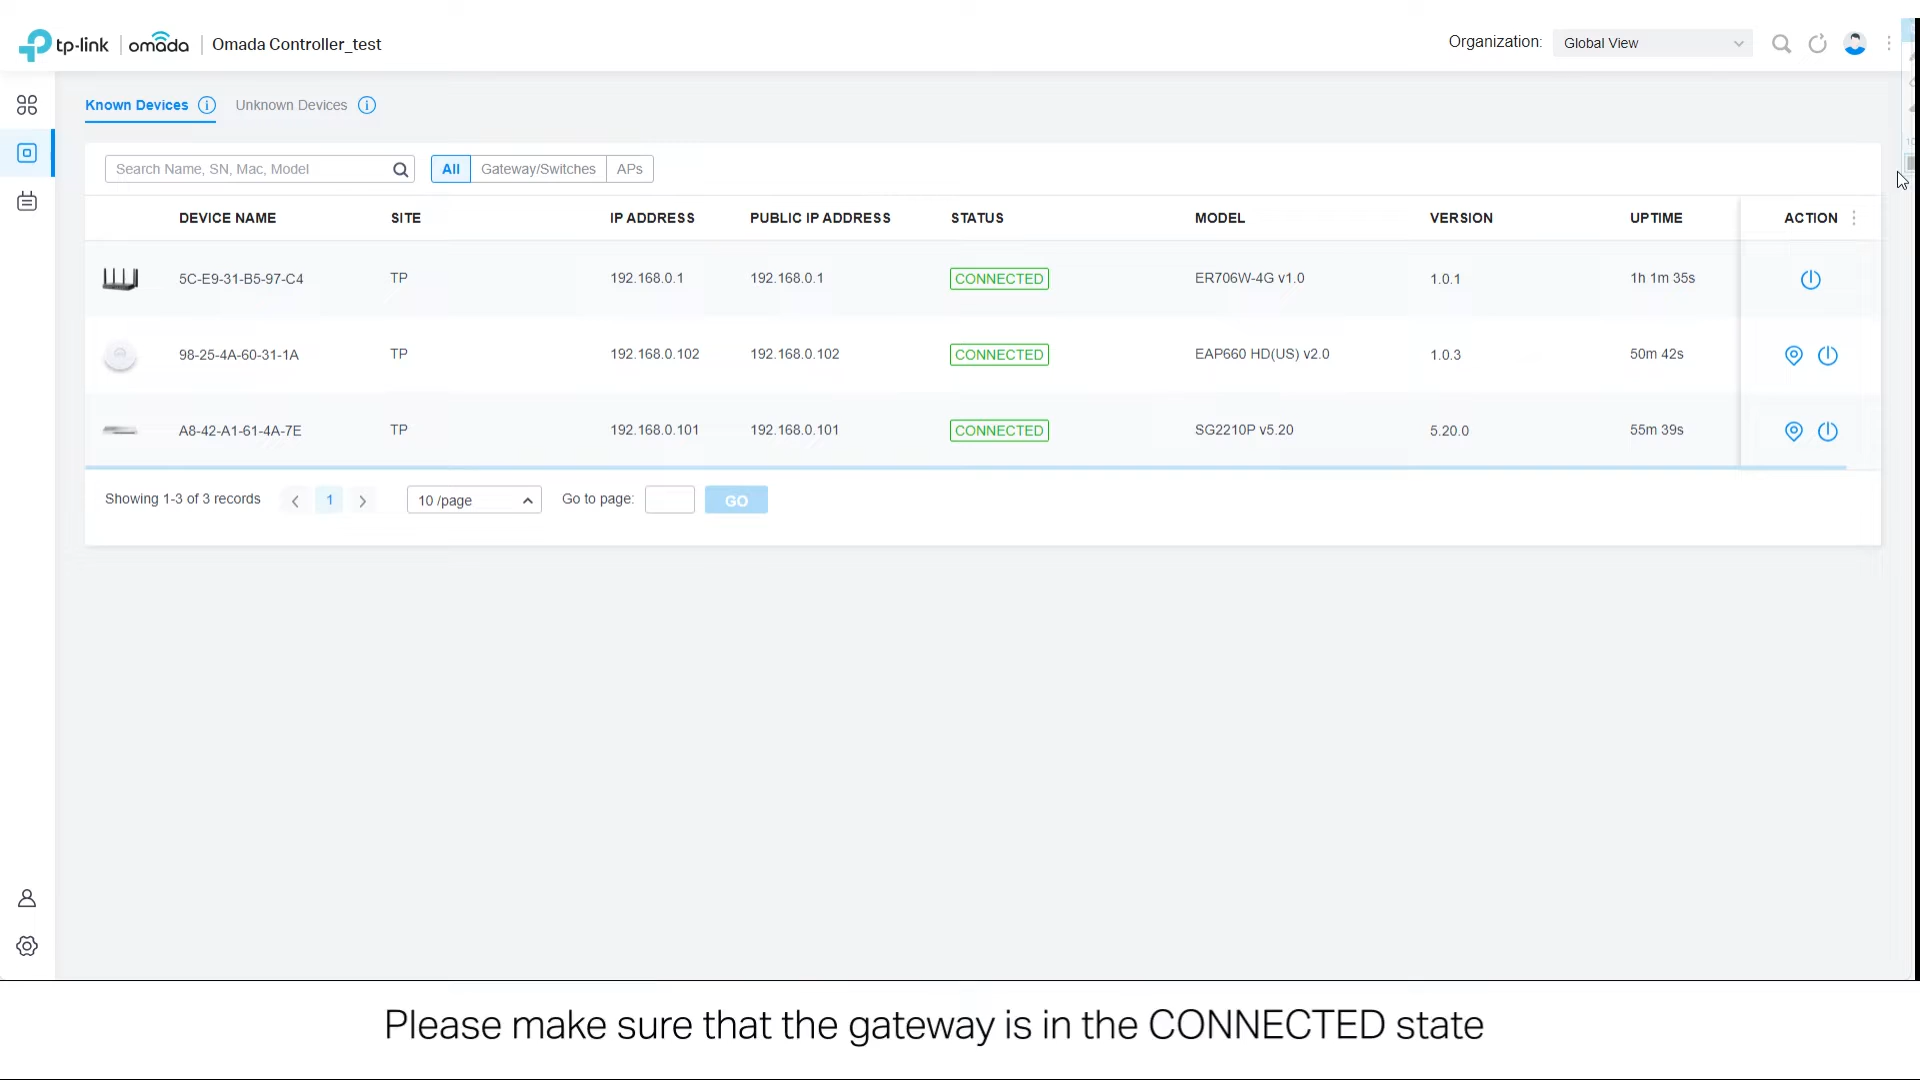 tp-link | omada | Omada Controller_test
Organization: Global View
Known Devices Unknown Devices
Search Name, SN, Mac, Model All Gateway/Switches APs
DEVICE NAME SITE IP ADDRESS PUBLIC IP ADDRESS STATUS MODEL VERSION UPTIME ACTION
5C-E9-31-B5-97-C4 TP 192.168.0.1 192.168.0.1 CONNECTED ER706W-4G v1.0 1.0.1 1h 1m 35s
98-25-4A-60-31-1A TP 192.168.0.102 192.168.0.102 CONNECTED EAP660 HD(US) v2.0 1.0.3 50m 42s
A8-42-A1-61-4A-7E TP 192.168.0.101 192.168.0.101 CONNECTED SG2210P v5.20 5.20.0 55m 39s
Showing 1-3 of 3 records < 1 > 10 /page Go to page: GO
Please make sure that the gateway is in the CONNECTED state